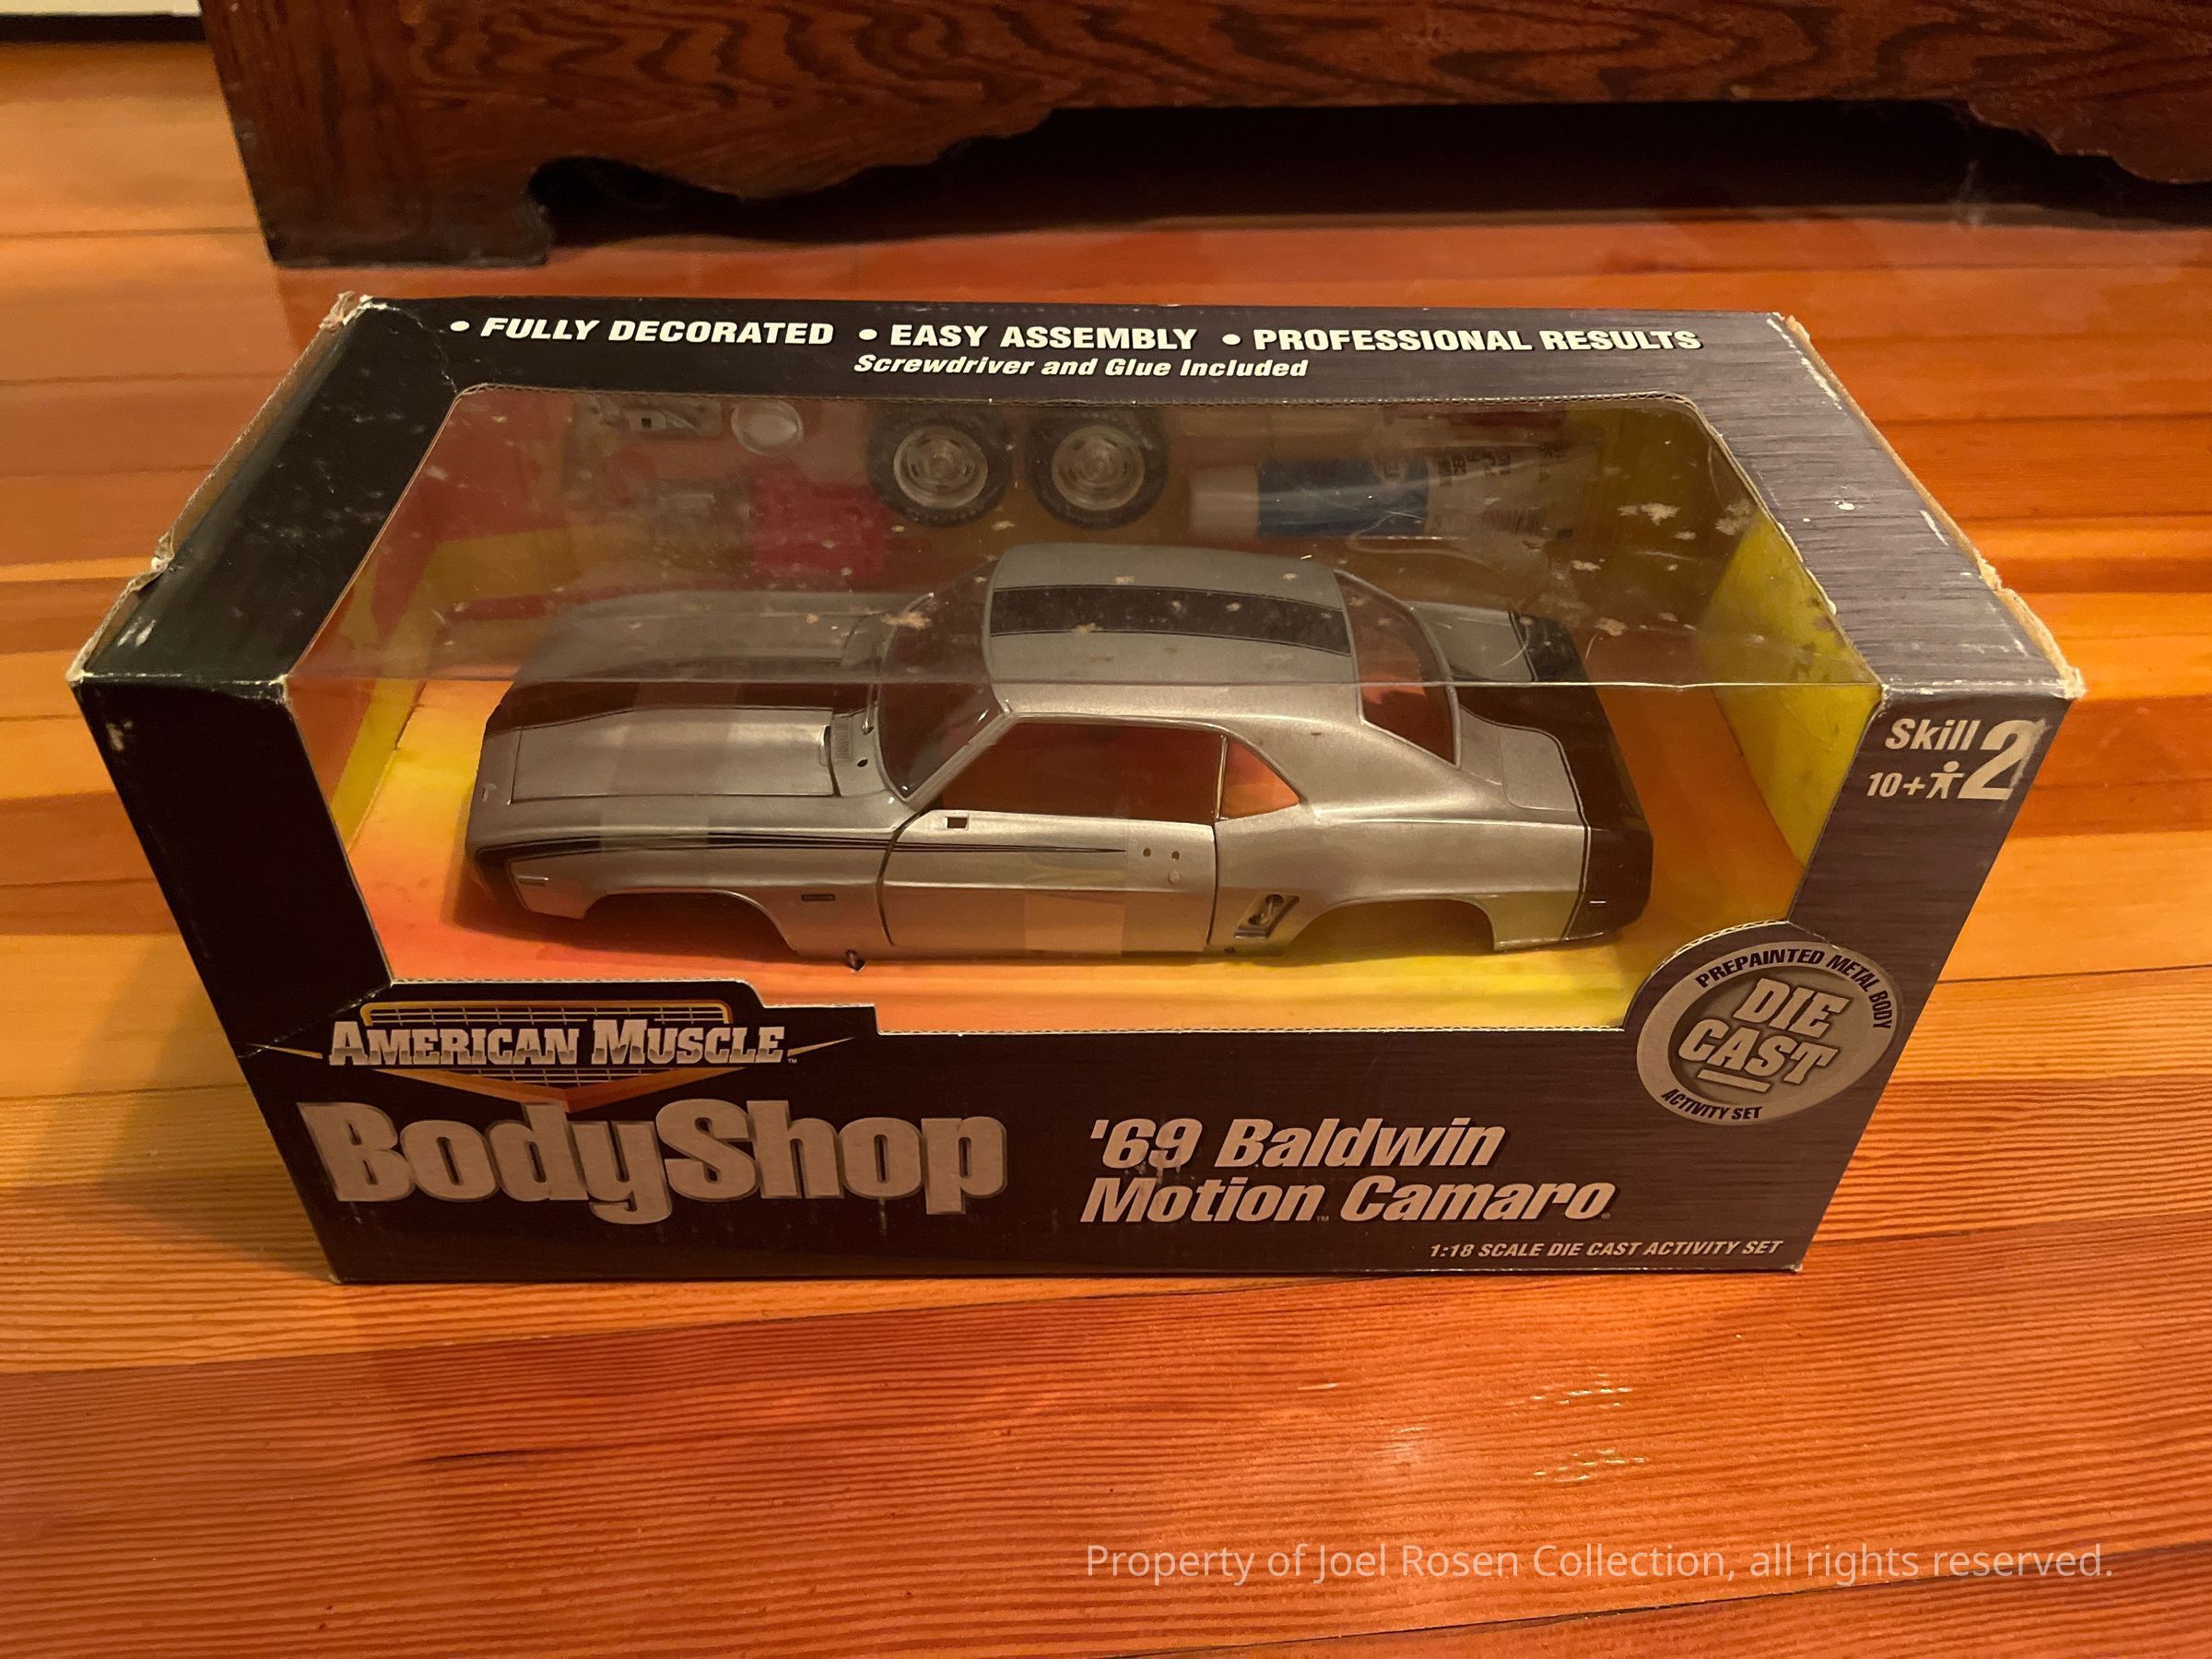 • FULLY DECORATED • EASY ASSEMBLY • PROFESSIONAL RESULTS
Screwdriver and Glue Included
Skill 2
10+
PREPAINTED METAL BODY
DIE
CAST
ACTIVITY SET
AMERICAN MUSCLE™
BodyShop
'69 Baldwin
Motion™ Camaro
1:18 SCALE DIE CAST ACTIVITY SET
Property of Joel Rosen Collection, all rights reserved.